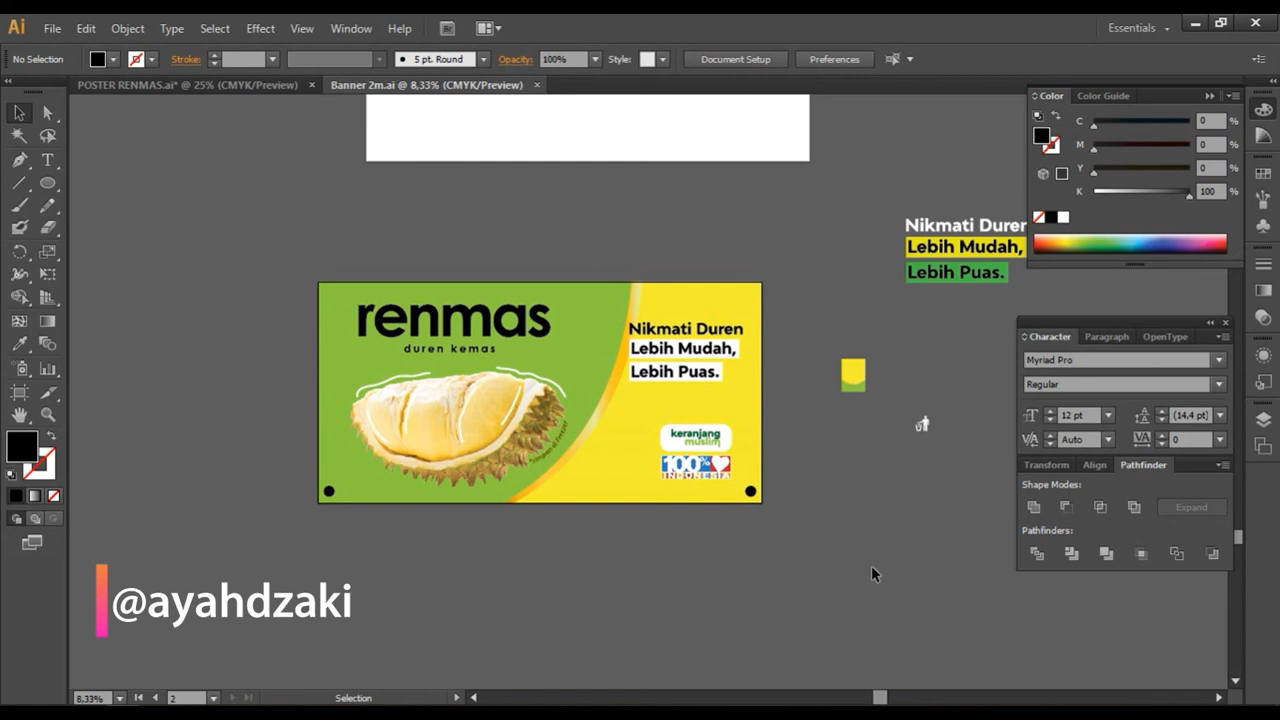 Ai File Edit Object Type Select Effect View Window Help Br Essentials
No Selection Stroke: 5 pt. Round Opacity: 100% Style: Document Setup Preferences
POSTER RENMAS.ai* @ 25% (CMYK/Preview) × Banner 2m.ai @ 8,33% (CMYK/Preview) ×
Color Color Guide
C 0 %
M 0 %
Y 0 %
K 100 %
Nikmati Duren
Lebih Mudah,
Lebih Puas.
renmas
duren kemas
Nikmati Duren
Lebih Mudah,
Lebih Puas.
keranjang
muslim
100%
INDONESIA
Character Paragraph OpenType
Myriad Pro
Regular
12 pt (14,4 pt)
Auto 0
Transform Align Pathfinder
Shape Modes:
Expand
Pathfinders:
@ayahdzaki
8,33% 2 Selection